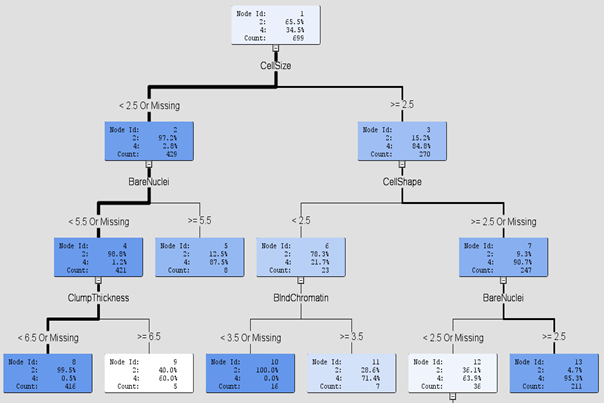 Node Id: 1
2: 65.5%
4: 34.5%
Count: 699
CellSize
< 2.5 Or Missing
>= 2.5
Node Id: 2
2: 97.2%
4: 2.8%
Count: 429
Node Id: 3
2: 15.2%
4: 84.8%
Count: 270
BareNuclei
CellShape
< 5.5 Or Missing
>= 5.5
< 2.5
>= 2.5 Or Missing
Node Id: 4
2: 98.8%
4: 1.2%
Count: 421
Node Id: 5
2: 12.5%
4: 87.5%
Count: 8
Node Id: 6
2: 78.3%
4: 21.7%
Count: 23
Node Id: 7
2: 9.3%
4: 90.7%
Count: 247
ClumpThickness
BlndChromatin
BareNuclei
< 6.5 Or Missing
>= 6.5
< 3.5 Or Missing
>= 3.5
< 2.5 Or Missing
>= 2.5
Node Id: 8
2: 99.5%
4: 0.5%
Count: 416
Node Id: 9
2: 40.0%
4: 60.0%
Count: 5
Node Id: 10
2: 100.0%
4: 0.0%
Count: 16
Node Id: 11
2: 28.6%
4: 71.4%
Count: 7
Node Id: 12
2: 36.1%
4: 63.9%
Count: 36
Node Id: 13
2: 4.7%
4: 95.3%
Count: 211